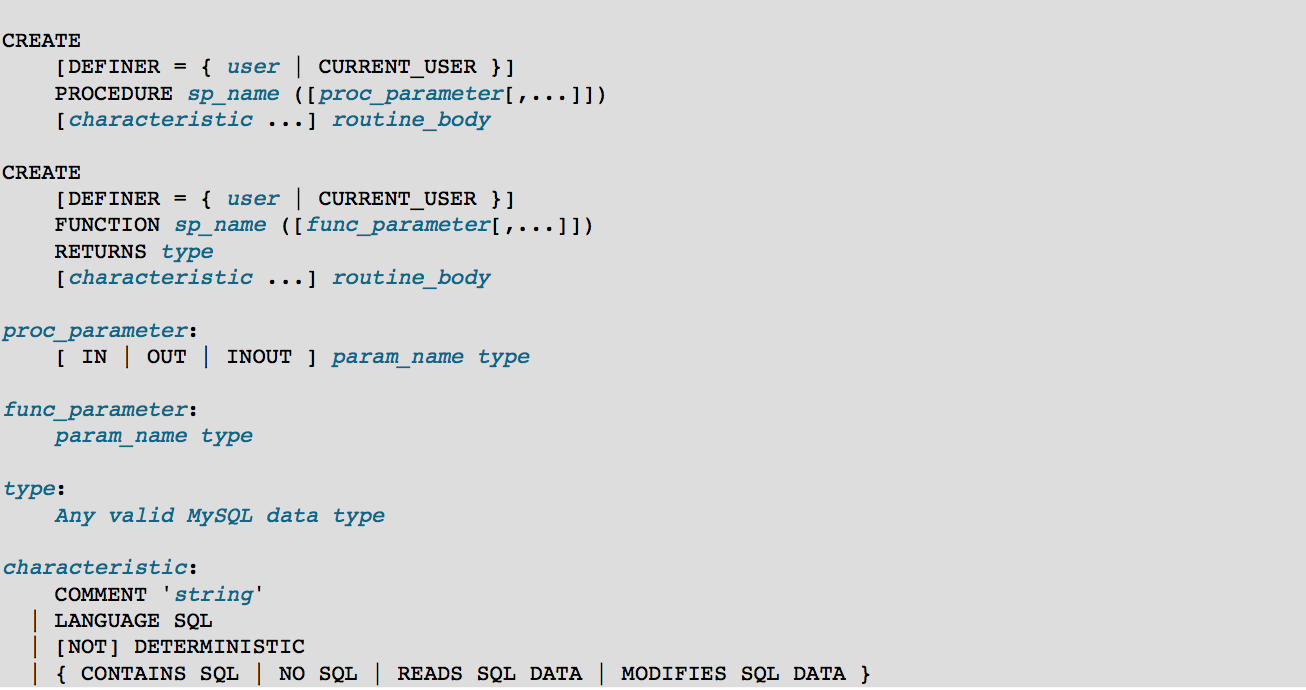 CREATE
    [DEFINER = { user | CURRENT_USER }]
    PROCEDURE sp_name ([proc_parameter[,...]])
    [characteristic ...] routine_body
CREATE
    [DEFINER = { user | CURRENT_USER }]
    FUNCTION sp_name ([func_parameter[,...]])
    RETURNS type
    [characteristic ...] routine_body
proc_parameter:
    [ IN | OUT | INOUT ] param_name type
func_parameter:
    param_name type
type:
    Any valid MySQL data type
characteristic:
    COMMENT 'string'
  | LANGUAGE SQL
  | [NOT] DETERMINISTIC
  | { CONTAINS SQL | NO SQL | READS SQL DATA | MODIFIES SQL DATA }